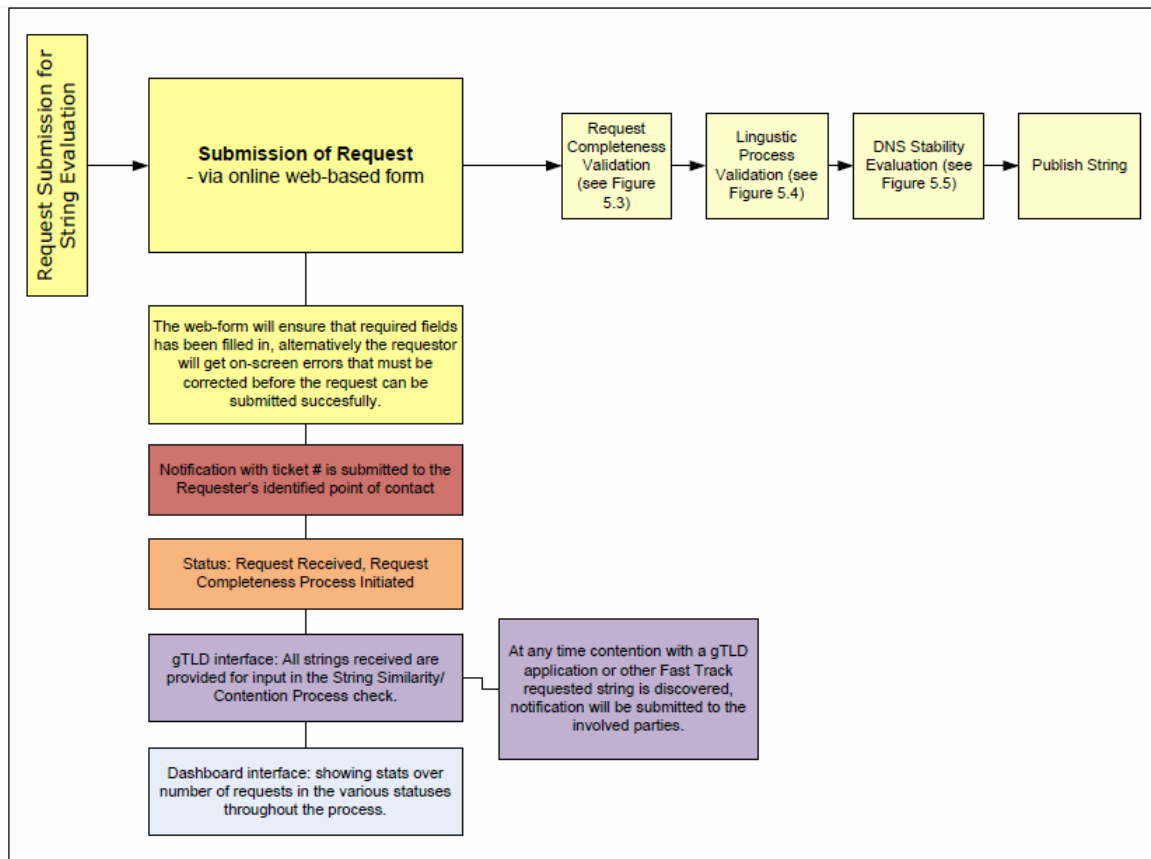 Request Submission for
String Evaluation
Submission of Request
- via online web-based form
Request
Completeness
Validation
(see Figure
5.3)
Lingustic
Process
Validation (see
Figure 5.4)
DNS Stability
Evaluation (see
Figure 5.5)
Publish String
The web-form will ensure that required fields
has been filled in, alternatively the requestor
will get on-screen errors that must be
corrected before the request can be
submitted succesfully.
Notification with ticket # is submitted to the
Requester's identified point of contact
Status: Request Received, Request
Completeness Process Initiated
gTLD interface: All strings received are
provided for input in the String Similarity/
Contention Process check.
At any time contention with a gTLD
application or other Fast Track
requested string is discovered,
notification will be submitted to the
involved parties.
Dashboard interface: showing stats over
number of requests in the various statuses
throughout the process.